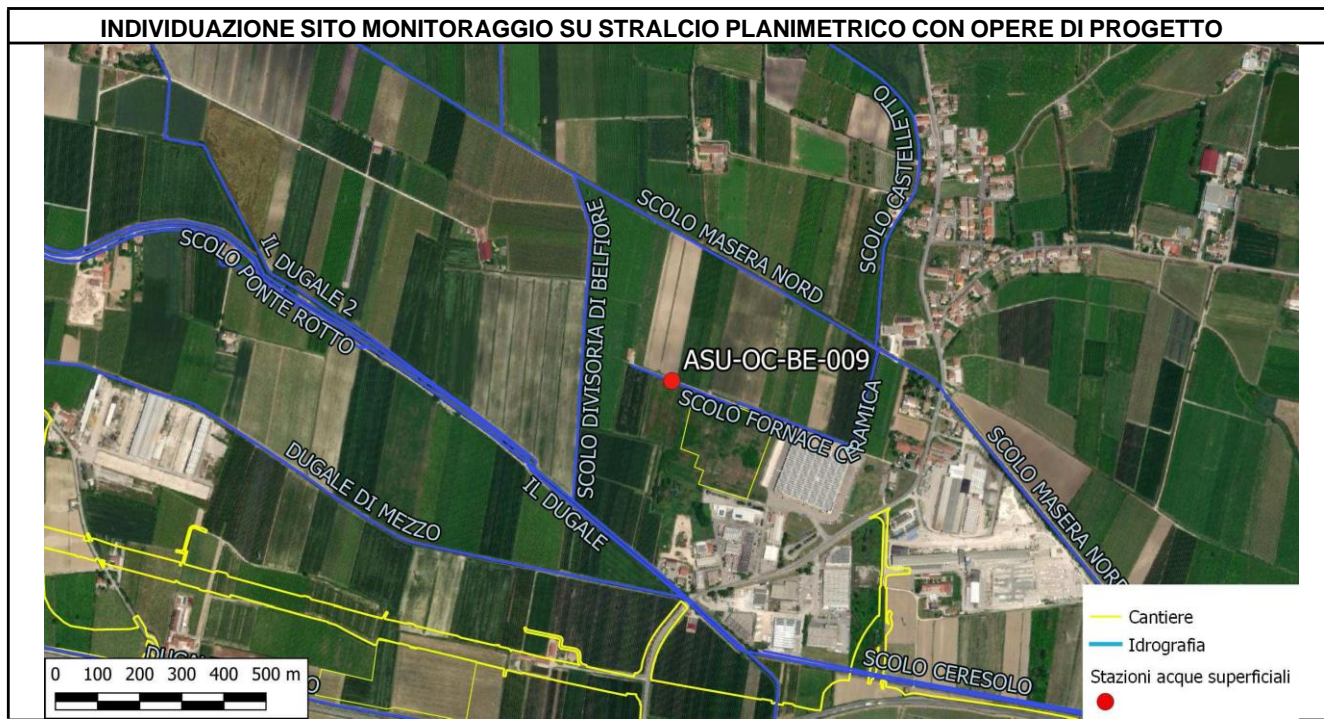 INDIVIDUAZIONE SITO MONITORAGGIO SU STRALCIO PLANIMETRICO CON OPERE DI PROGETTO
SCOLO CASTELLETTO
SCOLO MASERA NORD
SCOLO DIVISORIA DI BELFIORE
IL DUGALE 2
SCOLO PONTE ROTTO
ASU-OC-BE-009
SCOLO FORNACE CERAMICA
DUGALE DI MEZZO
IL DUGALE
SCOLO MASERA NORD
SCOLO CERESOLO
Cantiere
Idrografia
Stazioni acque superficiali
0 100 200 300 400 500 m